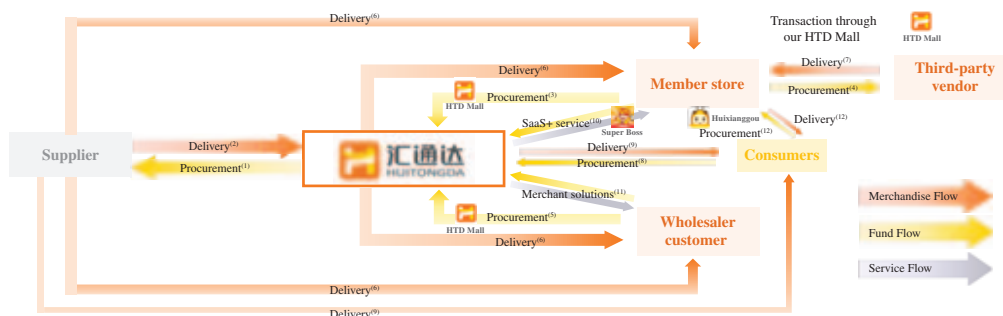 Delivery(6)
Transaction through
our HTD Mall
HTD Mall
Delivery(6)
Member store
Delivery(7)
Procurement(4)
Third-party
vendor
HTD Mall
Procurement(3)
SaaS+ service(10)
Super Boss
Huixianggou
Delivery(12)
Procurement(12)
Supplier
Delivery(2)
Procurement(1)
汇通达
HUITONGDA
Delivery(9)
Procurement(8)
Consumers
Merchant solutions(11)
Procurement(5)
HTD Mall
Delivery(6)
Wholesaler
customer
Merchandise Flow
Fund Flow
Service Flow
Delivery(6)
Delivery(9)